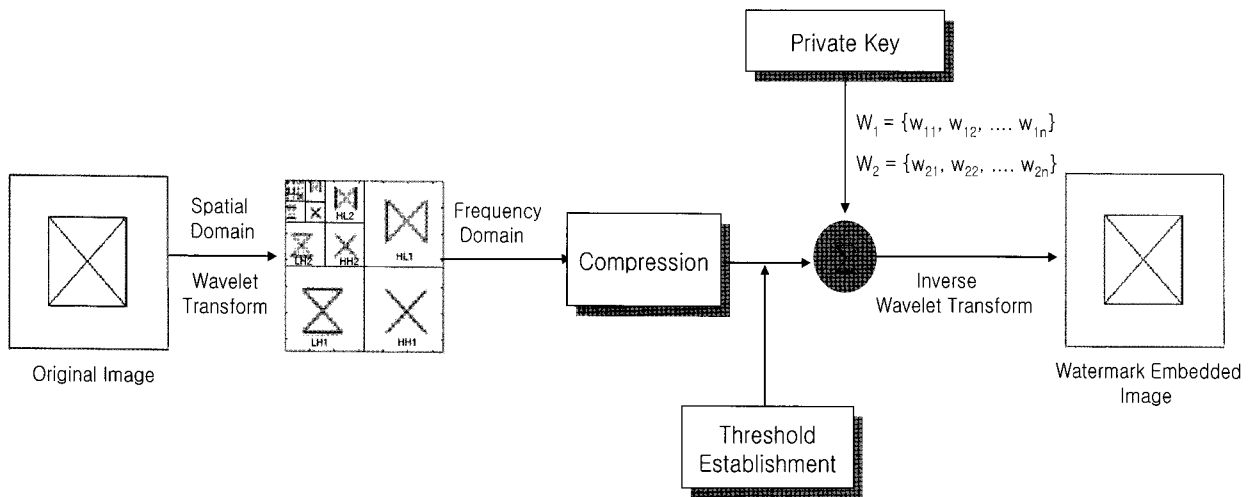 Private Key
W₁ = {w₁₁, w₁₂, .... w₁ₙ}
W₂ = {w₂₁, w₂₂, .... w₂ₙ}
Spatial
Domain
Wavelet
Transform
HL2
HL1
LH2
HH2
LH1
HH1
Frequency
Domain
Compression
Inverse
Wavelet Transform
Original Image
Watermark Embedded
Image
Threshold
Establishment